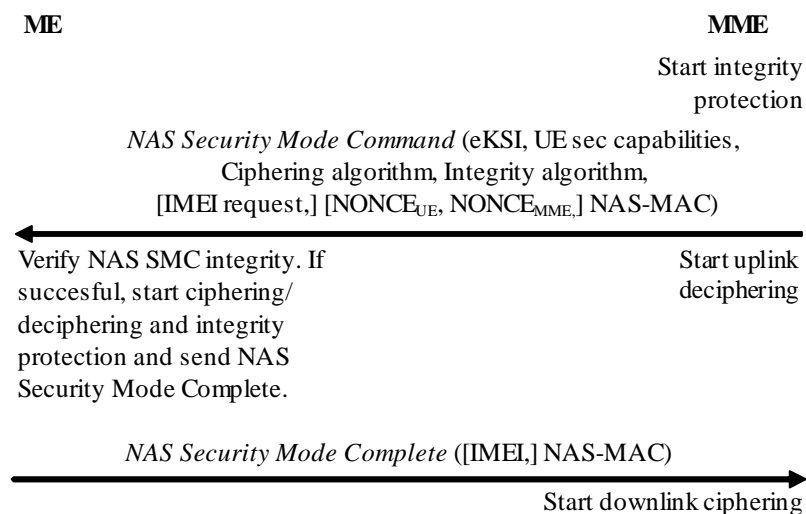 ME
MME
Start integrity
protection
NAS Security Mode Command (eKSI, UE sec capabilities,
Ciphering algorithm, Integrity algorithm,
[IMEI request,] [NONCEUE, NONCEMME,] NAS-MAC)
Verify NAS SMC integrity. If
succesful, start ciphering/
deciphering and integrity
protection and send NAS
Security Mode Complete.
Start uplink
deciphering
NAS Security Mode Complete ([IMEI,] NAS-MAC)
Start downlink ciphering